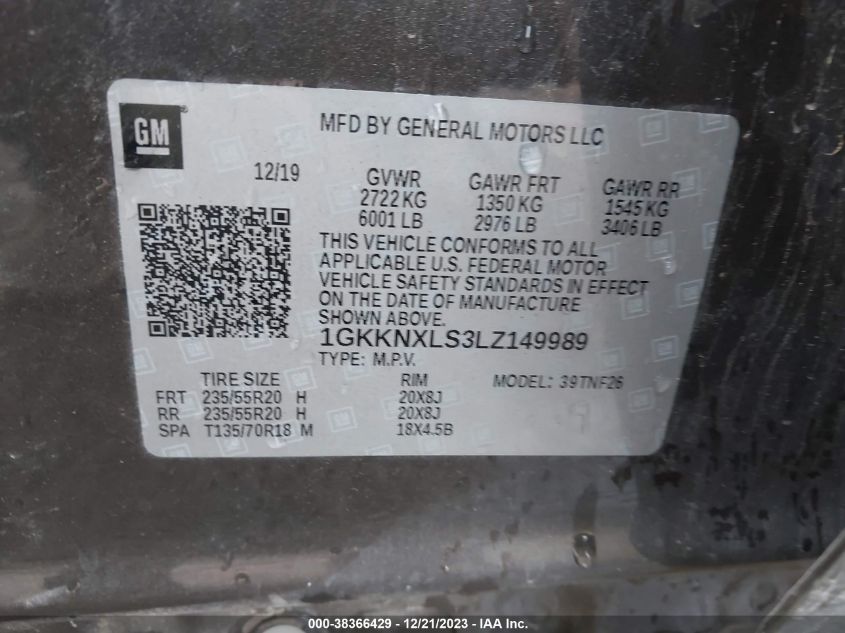 GM
MFD BY GENERAL MOTORS LLC
12/19
GVWR GAWR FRT GAWR RR
2722 KG 1350 KG 1545 KG
6001 LB 2976 LB 3406 LB
THIS VEHICLE CONFORMS TO ALL
APPLICABLE U.S. FEDERAL MOTOR
VEHICLE SAFETY STANDARDS IN EFFECT
ON THE DATE OF MANUFACTURE
SHOWN ABOVE.
1GKKNXLS3LZ149989
TYPE: M.P.V.
TIRE SIZE RIM MODEL: 39TNF26
FRT 235/55R20 H 20X8J
RR 235/55R20 H 20X8J
SPA T135/70R18 M 18X4.5B
000-38366429 - 12/21/2023 - IAA Inc.